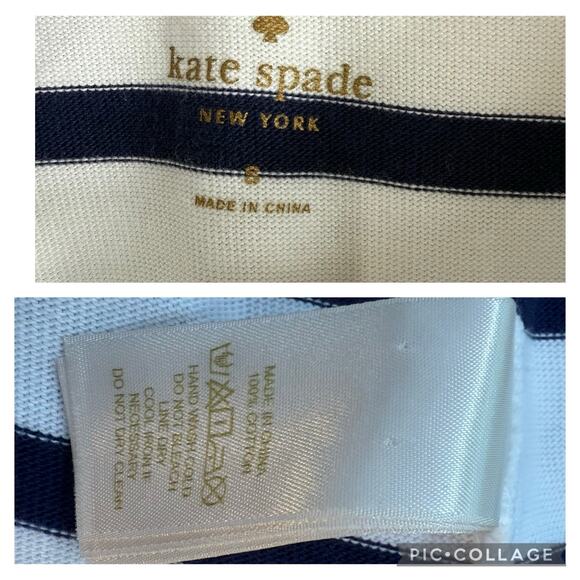 kate spade
NEW YORK
S
MADE IN CHINA
MADE IN CHINA
100% COTTON
HAND WASH COLD
DO NOT BLEACH
LINE DRY
COOL IRON IF
NECESSARY
DO NOT DRY CLEAN
PIC•COLLAGE